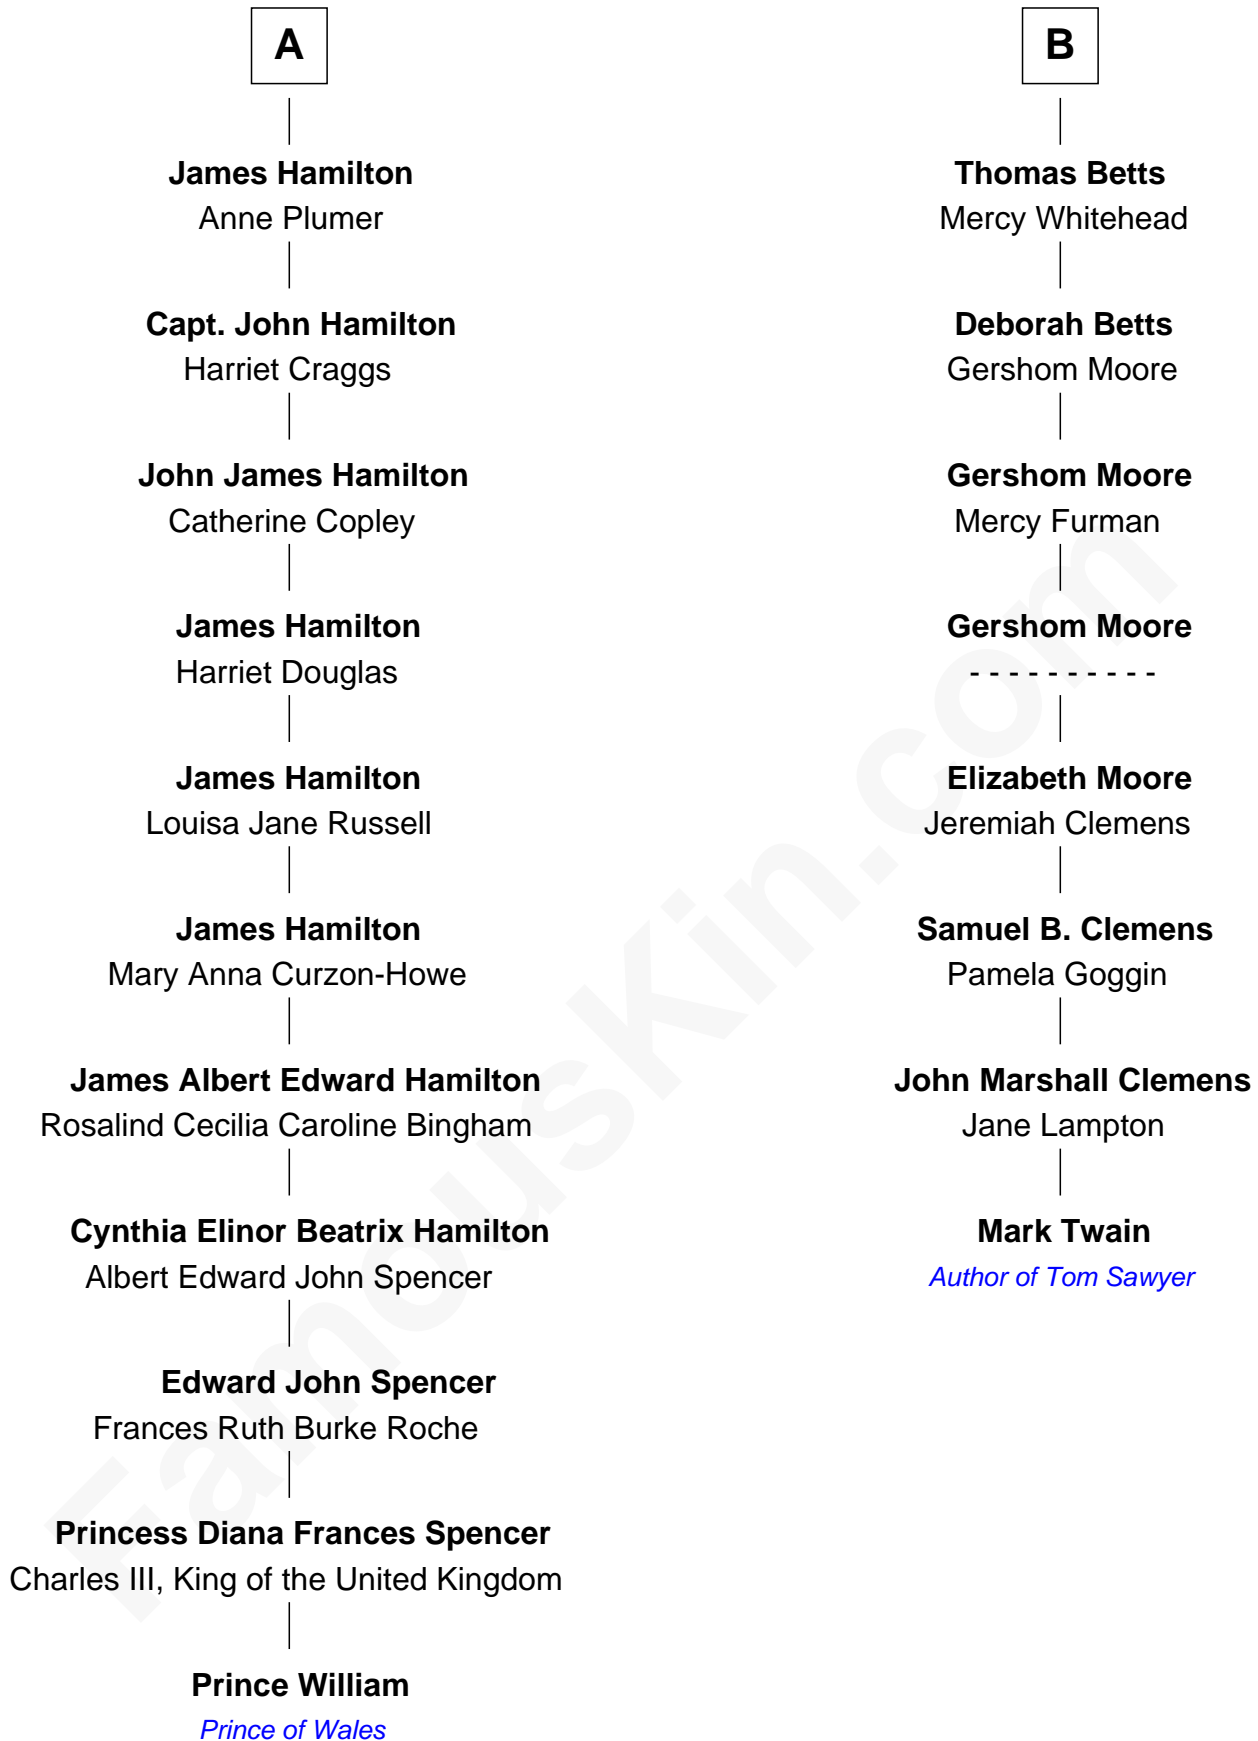 A
James Hamilton
Anne Plumer
Capt. John Hamilton
Harriet Craggs
John James Hamilton
Catherine Copley
James Hamilton
Harriet Douglas
James Hamilton
Louisa Jane Russell
James Hamilton
Mary Anna Curzon-Howe
James Albert Edward Hamilton
Rosalind Cecilia Caroline Bingham
Cynthia Elinor Beatrix Hamilton
Albert Edward John Spencer
Edward John Spencer
Frances Ruth Burke Roche
Princess Diana Frances Spencer
Charles III, King of the United Kingdom
Prince William
Prince of Wales
B
Thomas Betts
Mercy Whitehead
Deborah Betts
Gershom Moore
Gershom Moore
Mercy Furman
Gershom Moore
- - - - - - - - - -
Elizabeth Moore
Jeremiah Clemens
Samuel B. Clemens
Pamela Goggin
John Marshall Clemens
Jane Lampton
Mark Twain
Author of Tom Sawyer
FamousKin.com